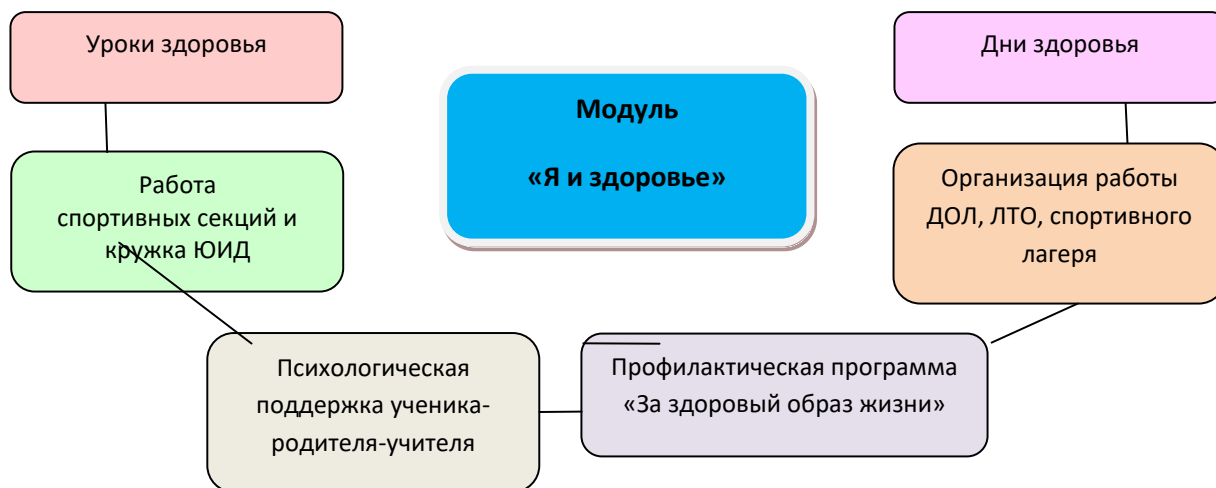 Уроки здоровья
Дни здоровья
Модуль
«Я и здоровье»
Работа
спортивных секций и
кружка ЮИД
Организация работы
ДОЛ, ЛТО, спортивного
лагеря
Психологическая
поддержка ученика-
родителя-учителя
Профилактическая программа
«За здоровый образ жизни»